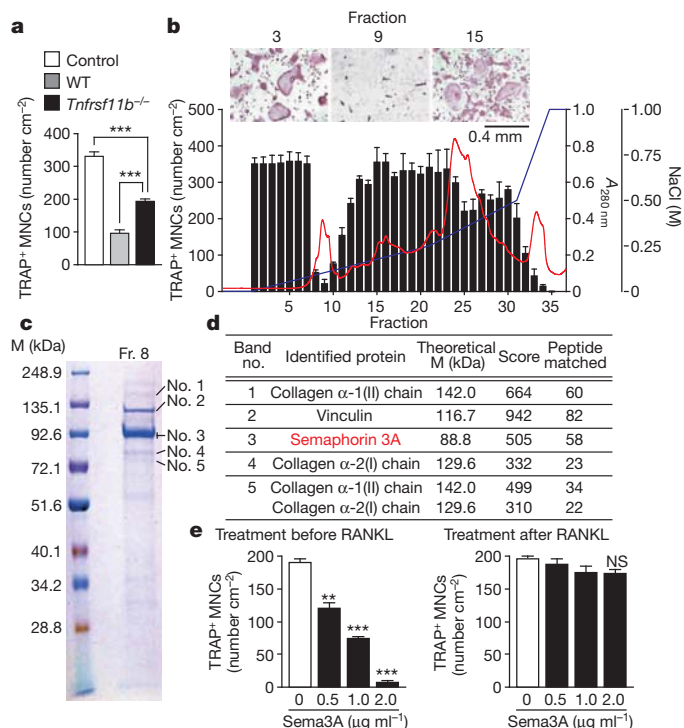 a
Control
WT
Tnfrsf11b−/−
TRAP+ MNCs (number cm−2)
400
300
200
100
0
***
***
b
Fraction
3 9 15
0.4 mm
TRAP+ MNCs (number cm−2)
500
400
300
200
100
0
5 10 15 20 25 30 35
Fraction
1.0
0.8
0.6
0.4
0.2
0
A280 nm
1.00
0.75
0.50
0.25
0
NaCl (M)
c
M (kDa)
Fr. 8
248.9
135.1
92.6
72.1
51.6
40.1
34.2
28.8
No. 1
No. 2
No. 3
No. 4
No. 5
d
Band no. Identified protein Theoretical M (kDa) Score Peptide matched
1 Collagen α-1(II) chain 142.0 664 60
2 Vinculin 116.7 942 82
3 Semaphorin 3A 88.8 505 58
4 Collagen α-2(I) chain 129.6 332 23
5 Collagen α-1(II) chain 142.0 499 34
Collagen α-2(I) chain 129.6 310 22
e
Treatment before RANKL
TRAP+ MNCs
(number cm−2)
200
150
100
50
0
**
***
***
0 0.5 1.0 2.0
Sema3A (μg ml−1)
Treatment after RANKL
TRAP+ MNCs
(number cm−2)
200
150
100
50
0
NS
0 0.5 1.0 2.0
Sema3A (μg ml−1)